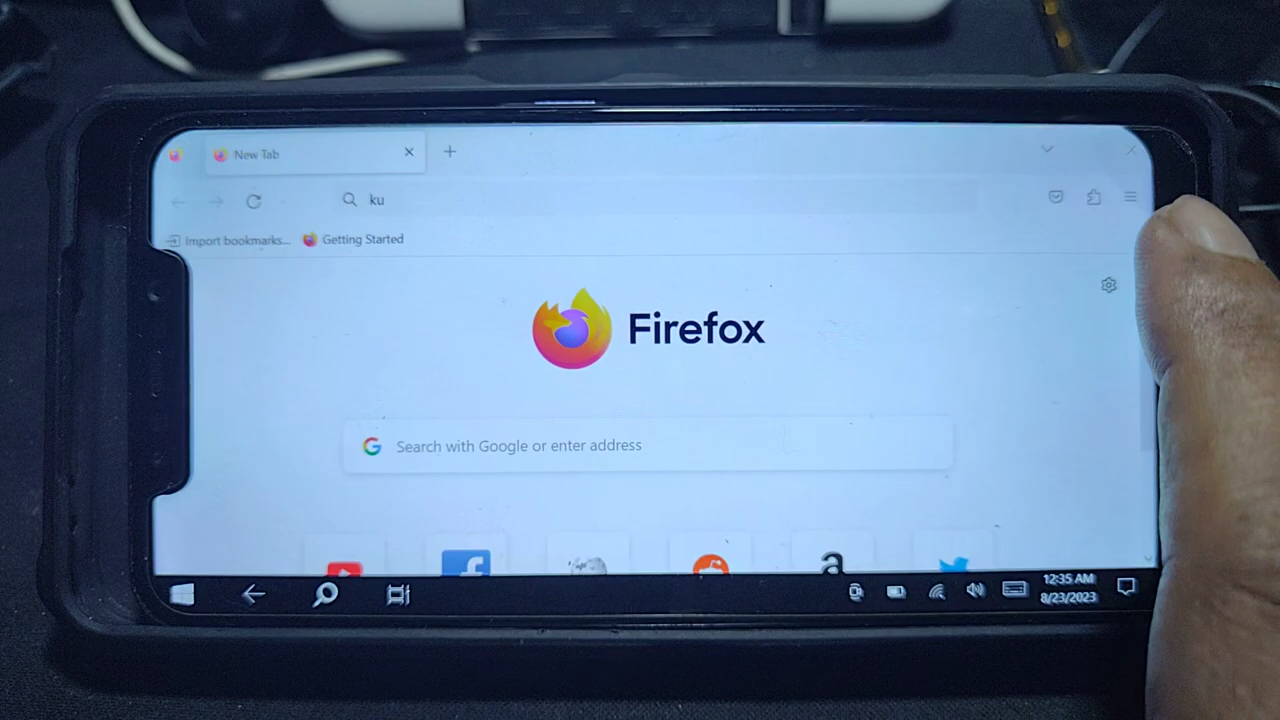 New Tab
ku
Import bookmarks...
Getting Started
Firefox
Search with Google or enter address
12:35 AM
8/23/2023